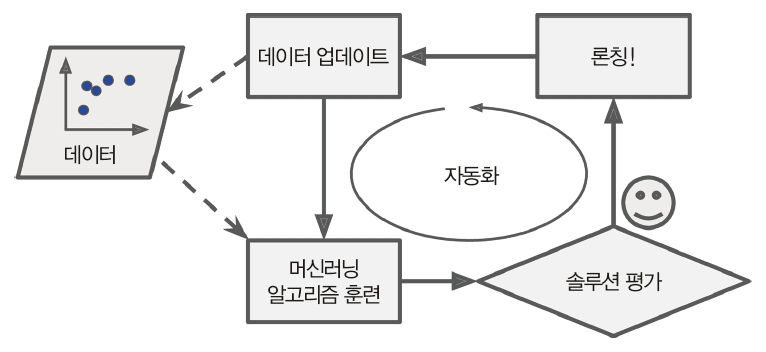 데이터 업데이트
론칭!
데이터
자동화
머신러닝
알고리즘 훈련
솔루션 평가